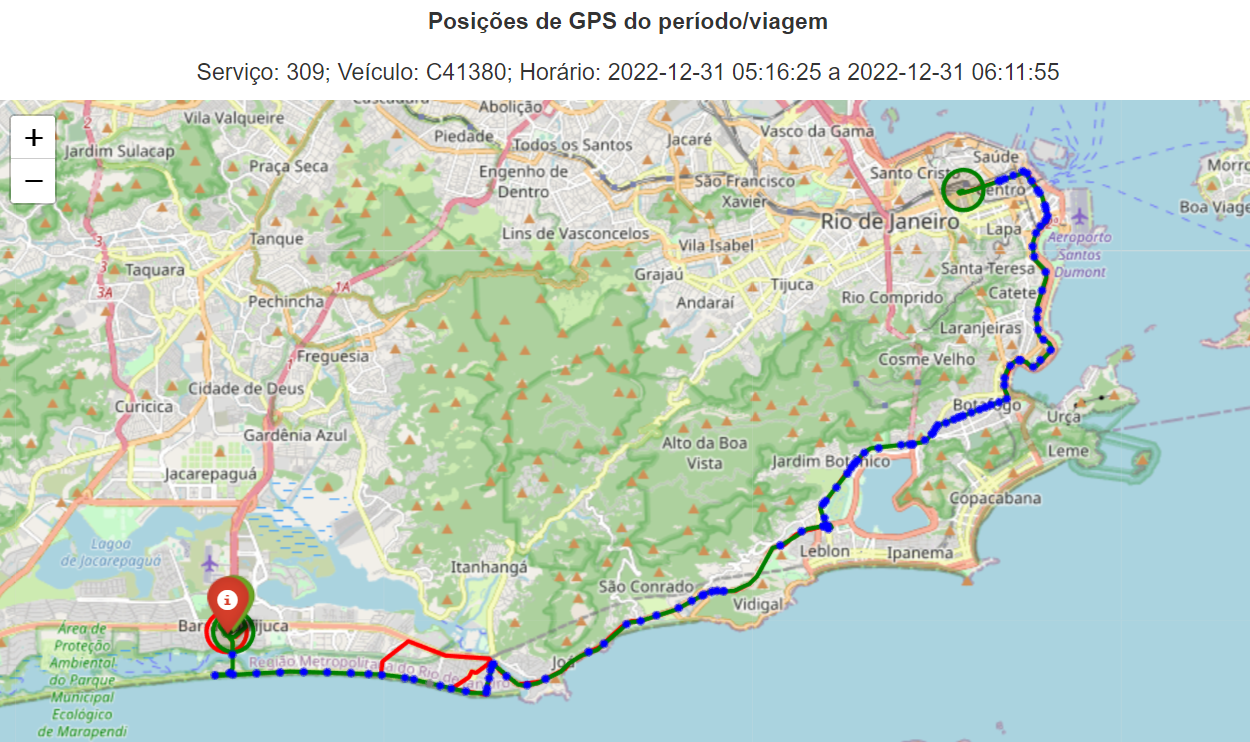 Posições de GPS do período/viagem
Serviço: 309; Veículo: C41380; Horário: 2022-12-31 05:16:25 a 2022-12-31 06:11:55
+
−
Vila Valqueire
Abolição
Piedade
Todos os Santos
Jacaré
Vasco da Gama
Jardim Sulacap
Praça Seca
Engenho de
Dentro
São Francisco
Xavier
Santo Cristo
Saúde
Morro
Boa Viage
Rio de Janeiro
Lapa
Tanque
Lins de Vasconcelos
Vila Isabel
Aeroporto
Santos
Dumont
Taquara
Grajaú
Tijuca
Santa Teresa
Pechincha
1A
Andaraí
Rio Comprido
Catete
2
3
3
3A
Freguesia
Laranjeiras
Cosme Velho
Cidade de Deus
Curicica
Botafogo
Urca
Gardênia Azul
Alto da Boa
Vista
Jardim Botânico
Leme
Jacarepaguá
Copacabana
Lagoa
de Jacarepaguá
Leblon
Ipanema
Itanhangá
São Conrado
Vidigal
i
Bar
juca
Área de
Proteção
Ambiental
do Parque
Municipal
Ecológico
de Marapendi
Região Metropolitana do Rio de Janeiro
Joá